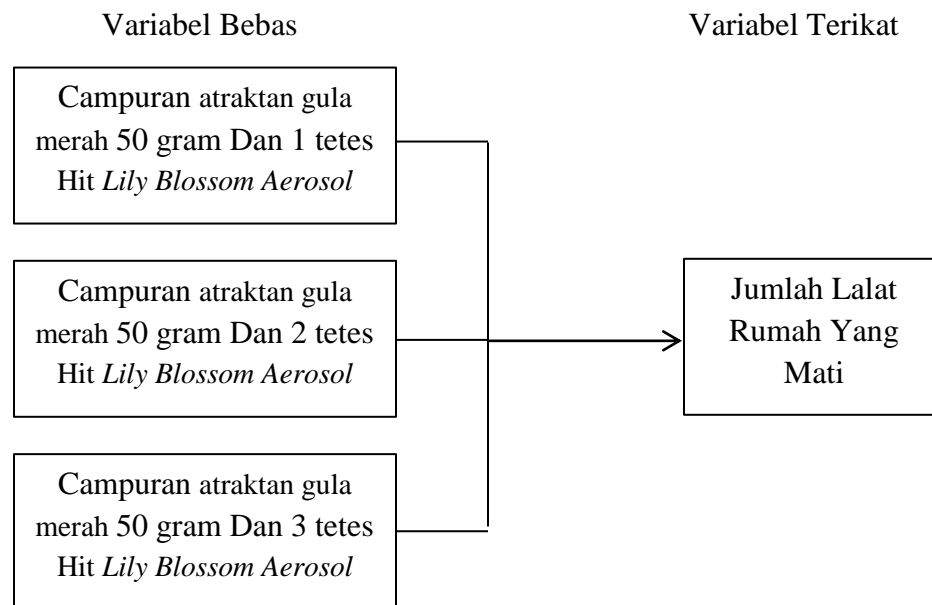 Variabel Bebas
Variabel Terikat
Campuran atraktan gula
merah 50 gram Dan 1 tetes
Hit Lily Blossom Aerosol
Campuran atraktan gula
merah 50 gram Dan 2 tetes
Hit Lily Blossom Aerosol
Campuran atraktan gula
merah 50 gram Dan 3 tetes
Hit Lily Blossom Aerosol
Jumlah Lalat
Rumah Yang
Mati